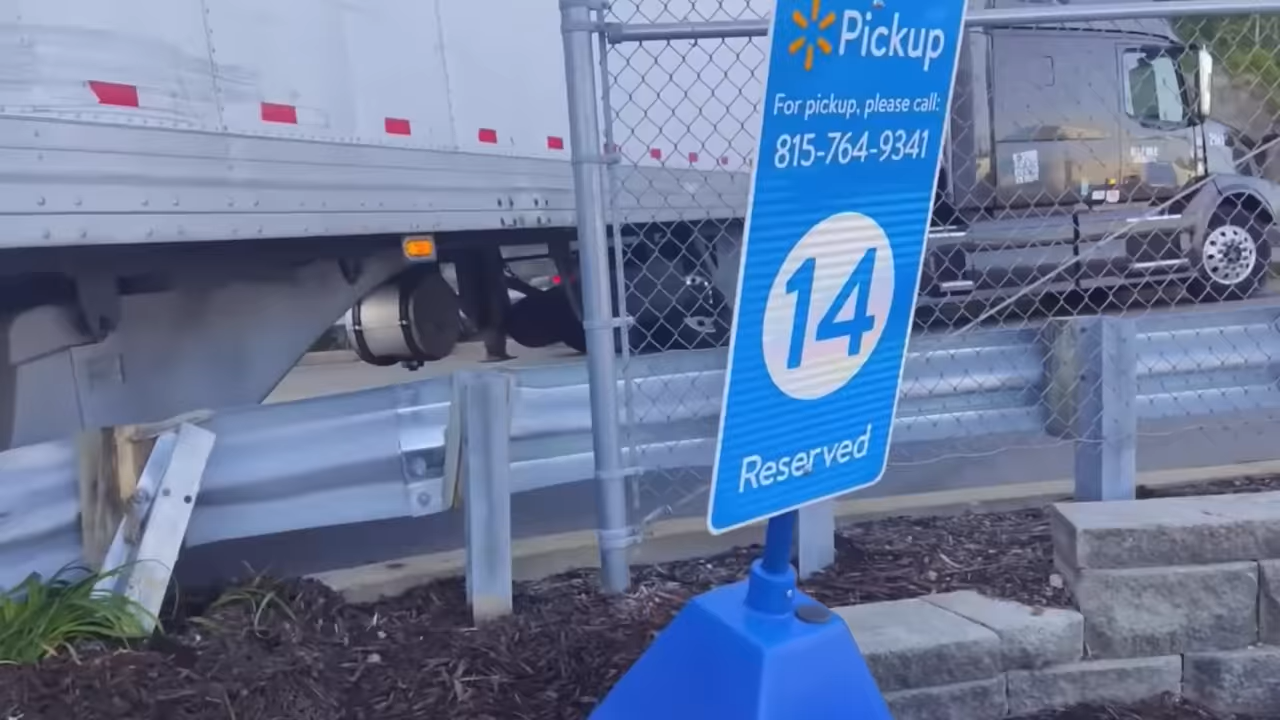 Pickup
For pickup, please call:
815-764-9341
14
Reserved